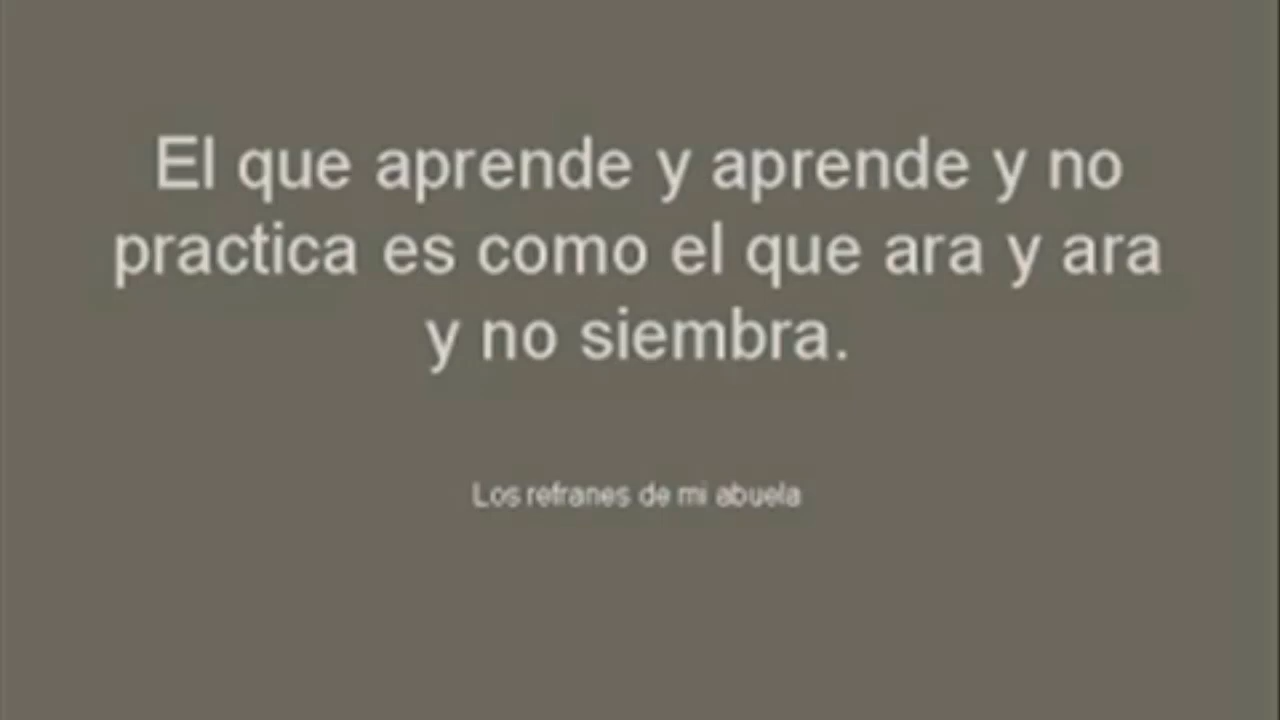 El que aprende y aprende y no
practica es como el que ara y ara
y no siembra.
Los refranes de mi abuela